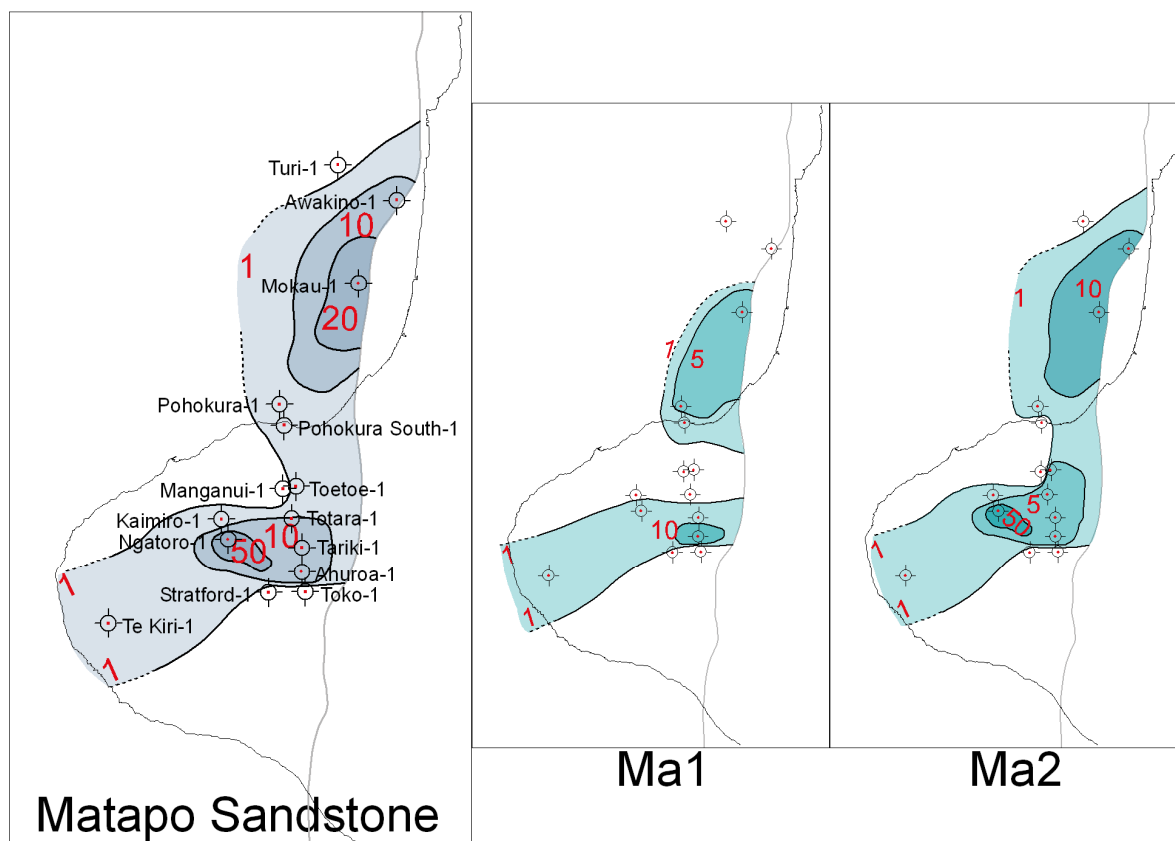 Turi-1
Awakino-1
10
1
Mokau-1
20
Pohokura-1
Pohokura South-1
Manganui-1
Toetoe-1
Kaimiro-1
Totara-1
Ngatoro-1
10
50
Tariki-1
Ahuroa-1
1
Stratford-1
Toko-1
Te Kiri-1
1
Matapo Sandstone
1
5
10
1
1
Ma1
10
1
5
50
1
1
Ma2